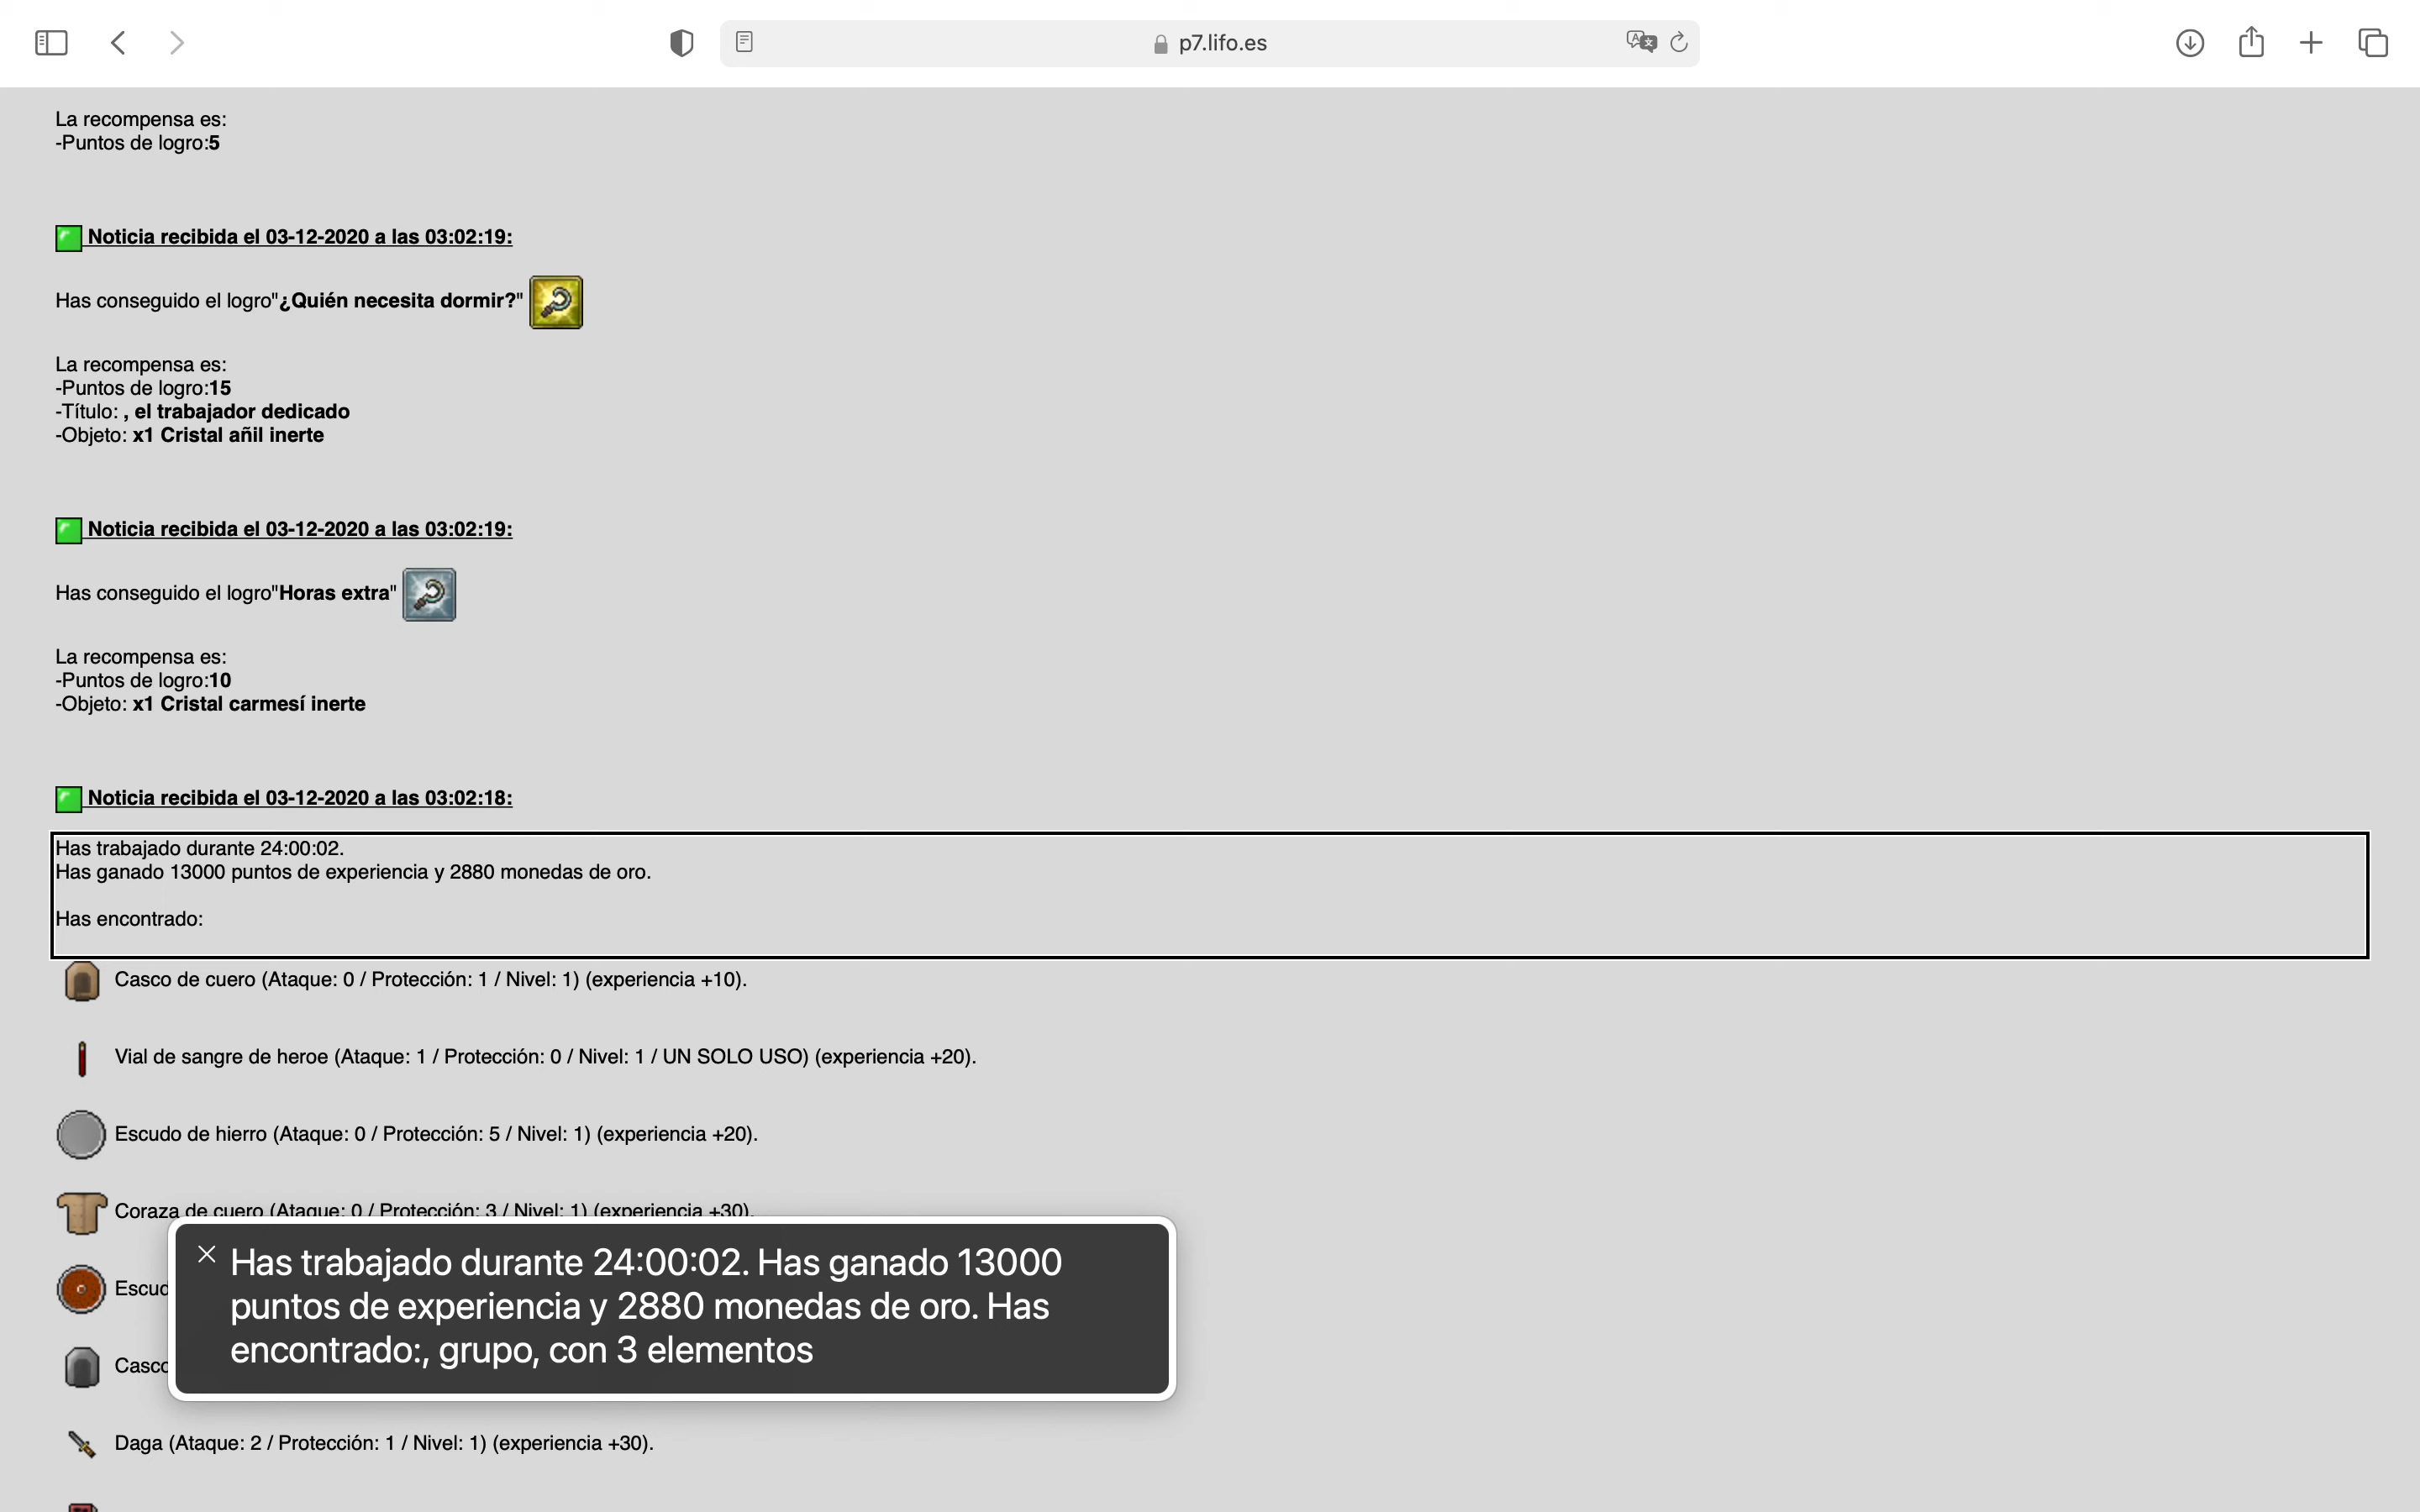 p7.lifo.es
La recompensa es:
-Puntos de logro:5
Noticia recibida el 03-12-2020 a las 03:02:19:
Has conseguido el logro"¿Quién necesita dormir?"
La recompensa es:
-Puntos de logro:15
-Título: , el trabajador dedicado
-Objeto: x1 Cristal añil inerte
Noticia recibida el 03-12-2020 a las 03:02:19:
Has conseguido el logro"Horas extra"
La recompensa es:
-Puntos de logro:10
-Objeto: x1 Cristal carmesí inerte
Noticia recibida el 03-12-2020 a las 03:02:18:
Has trabajado durante 24:00:02.
Has ganado 13000 puntos de experiencia y 2880 monedas de oro.
Has encontrado:
Casco de cuero (Ataque: 0 / Protección: 1 / Nivel: 1) (experiencia +10).
Vial de sangre de heroe (Ataque: 1 / Protección: 0 / Nivel: 1 / UN SOLO USO) (experiencia +20).
Escudo de hierro (Ataque: 0 / Protección: 5 / Nivel: 1) (experiencia +20).
Coraza de cuero (Ataque: 0 / Protección: 3 / Nivel: 1) (experiencia +30).
Escud
Casco
Has trabajado durante 24:00:02. Has ganado 13000
puntos de experiencia y 2880 monedas de oro. Has
encontrado:, grupo, con 3 elementos
Daga (Ataque: 2 / Protección: 1 / Nivel: 1) (experiencia +30).